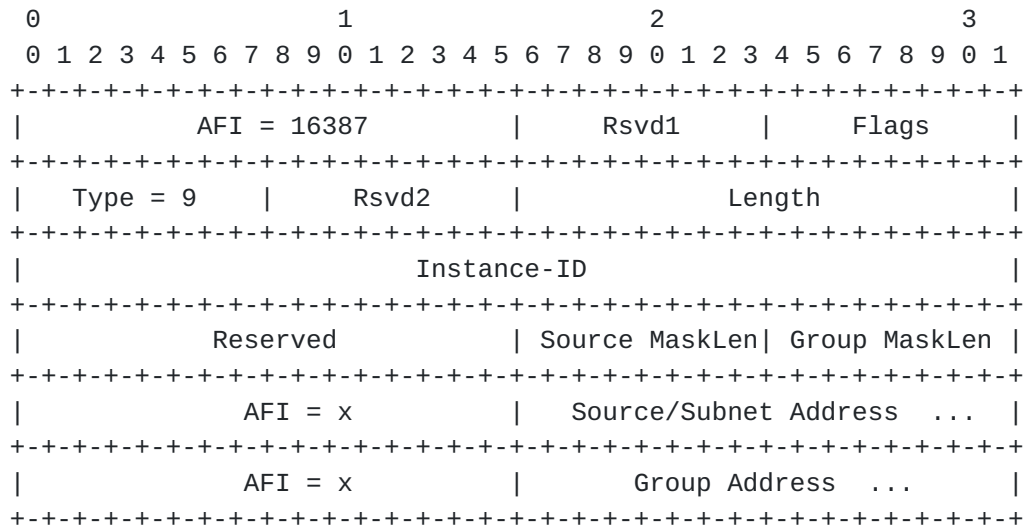 0                   1                   2                   3
 0 1 2 3 4 5 6 7 8 9 0 1 2 3 4 5 6 7 8 9 0 1 2 3 4 5 6 7 8 9 0 1
+-+-+-+-+-+-+-+-+-+-+-+-+-+-+-+-+-+-+-+-+-+-+-+-+-+-+-+-+-+-+-+-+
|           AFI = 16387         |     Rsvd1     |     Flags     |
+-+-+-+-+-+-+-+-+-+-+-+-+-+-+-+-+-+-+-+-+-+-+-+-+-+-+-+-+-+-+-+-+
|   Type = 9    |     Rsvd2     |             Length            |
+-+-+-+-+-+-+-+-+-+-+-+-+-+-+-+-+-+-+-+-+-+-+-+-+-+-+-+-+-+-+-+-+
|                         Instance-ID                           |
+-+-+-+-+-+-+-+-+-+-+-+-+-+-+-+-+-+-+-+-+-+-+-+-+-+-+-+-+-+-+-+-+
|            Reserved           | Source MaskLen| Group MaskLen |
+-+-+-+-+-+-+-+-+-+-+-+-+-+-+-+-+-+-+-+-+-+-+-+-+-+-+-+-+-+-+-+-+
|              AFI = x          |   Source/Subnet Address  ...  |
+-+-+-+-+-+-+-+-+-+-+-+-+-+-+-+-+-+-+-+-+-+-+-+-+-+-+-+-+-+-+-+-+
|              AFI = x          |       Group Address  ...      |
+-+-+-+-+-+-+-+-+-+-+-+-+-+-+-+-+-+-+-+-+-+-+-+-+-+-+-+-+-+-+-+-+